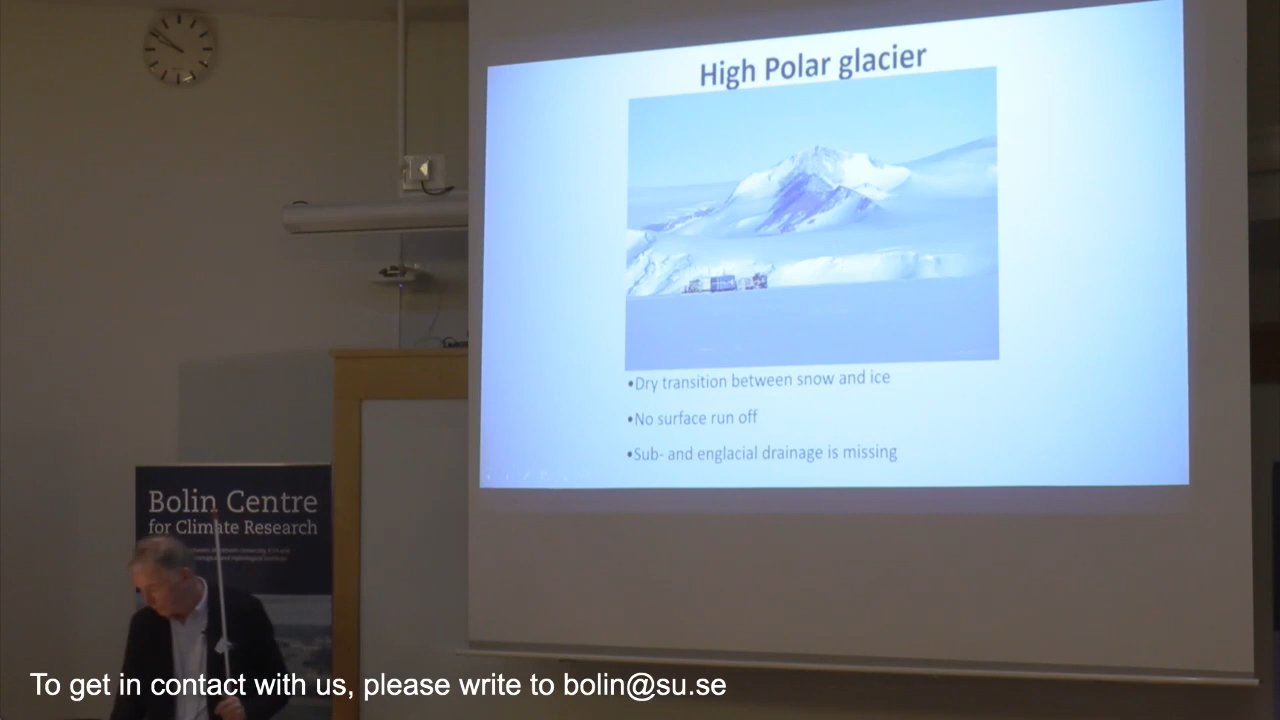 High Polar glacier
•Dry transition between snow and ice
•No surface run off
•Sub- and englacial drainage is missing
Bolin Centre
for Climate Research
To get in contact with us, please write to bolin@su.se